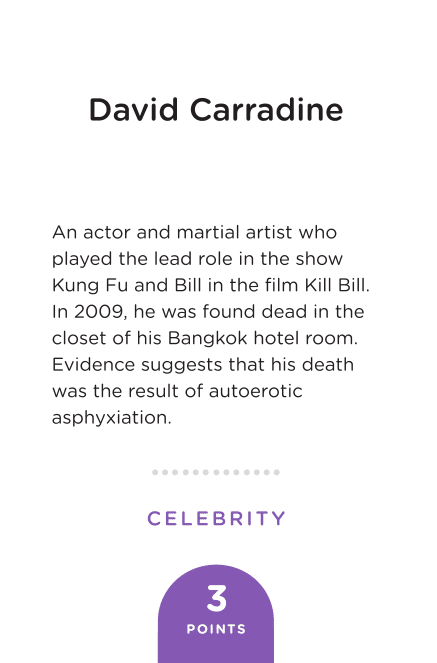 David Carradine
An actor and martial artist who
played the lead role in the show
Kung Fu and Bill in the film Kill Bill.
In 2009, he was found dead in the
closet of his Bangkok hotel room.
Evidence suggests that his death
was the result of autoerotic
asphyxiation.
CELEBRITY
3
POINTS